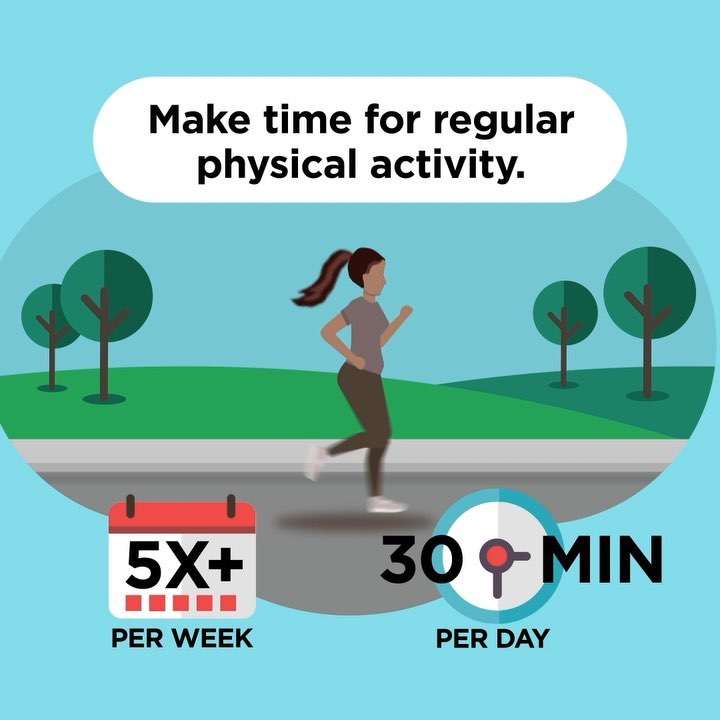 Make time for regular
physical activity.
5X+
PER WEEK
30 MIN
PER DAY